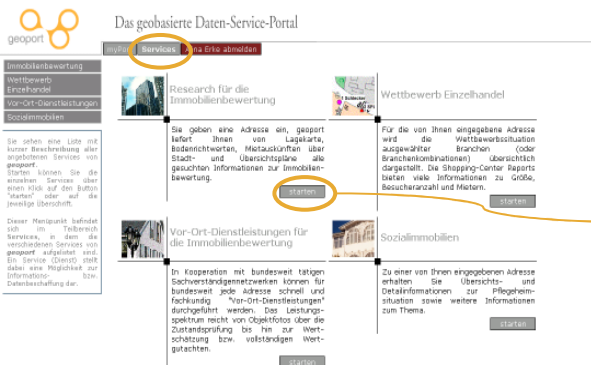 geoport
Das geobasierte Daten-Service-Portal
myPort Services Anna Erke abmelden
Immobilienbewertung
Wettbewerb
Einzelhandel
Vor-Ort-Dienstleistungen
Sozialimmobilien
Sie sehen eine Liste mit
kurzer Beschreibung aller
angebotenen Services von
geoport.
Starten können Sie die
einzelnen Services über
einen Klick auf den Button
"starten" oder auf die
jeweilige Überschrift.
Dieser Menüpunkt befindet
sich im Teilbereich
Services, in dem die
verschiedenen Services von
geoport aufgelistet sind.
Ein Service (Dienst) stellt
dabei eine Möglichkeit zur
Informations- bzw.
Datenbeschaffung dar.
Research für die
Immobilienbewertung
Sie geben eine Adresse ein, geoport
liefert Ihnen von Lagekarte,
Bodenrichtwerten, Mietauskünften über
Stadt- und Übersichtspläne alle
gesuchten Informationen zur Immobilien-
bewertung.
starten
Schlecker
Wettbewerb Einzelhandel
Für die von Ihnen eingegebene Adresse
wird die Wettbewerbssituation
ausgewählter Branchen (oder
Branchenkombinationen) übersichtlich
dargestellt. Die Shopping-Center Reports
bieten viele Informationen zu Größe,
Besucheranzahl und Mietern.
starten
Vor-Ort-Dienstleistungen für
die Immobilienbewertung
In Kooperation mit bundesweit tätigen
Sachverständigennetzwerken können für
bundesweit jede Adresse schnell und
fachkundig "Vor-Ort-Dienstleistungen"
durchgeführt werden. Das Leistungs-
spektrum reicht von Objektfotos über die
Zustandsprüfung bis hin zur Wert-
schätzung bzw. vollständigen Wert-
gutachten.
starten
Sozialimmobilien
Zu einer von Ihnen eingegebenen Adresse
erhalten Sie Übersichts- und
Detailinformationen zur Pflegeheim-
situation sowie weitere Informationen
zum Thema.
starten